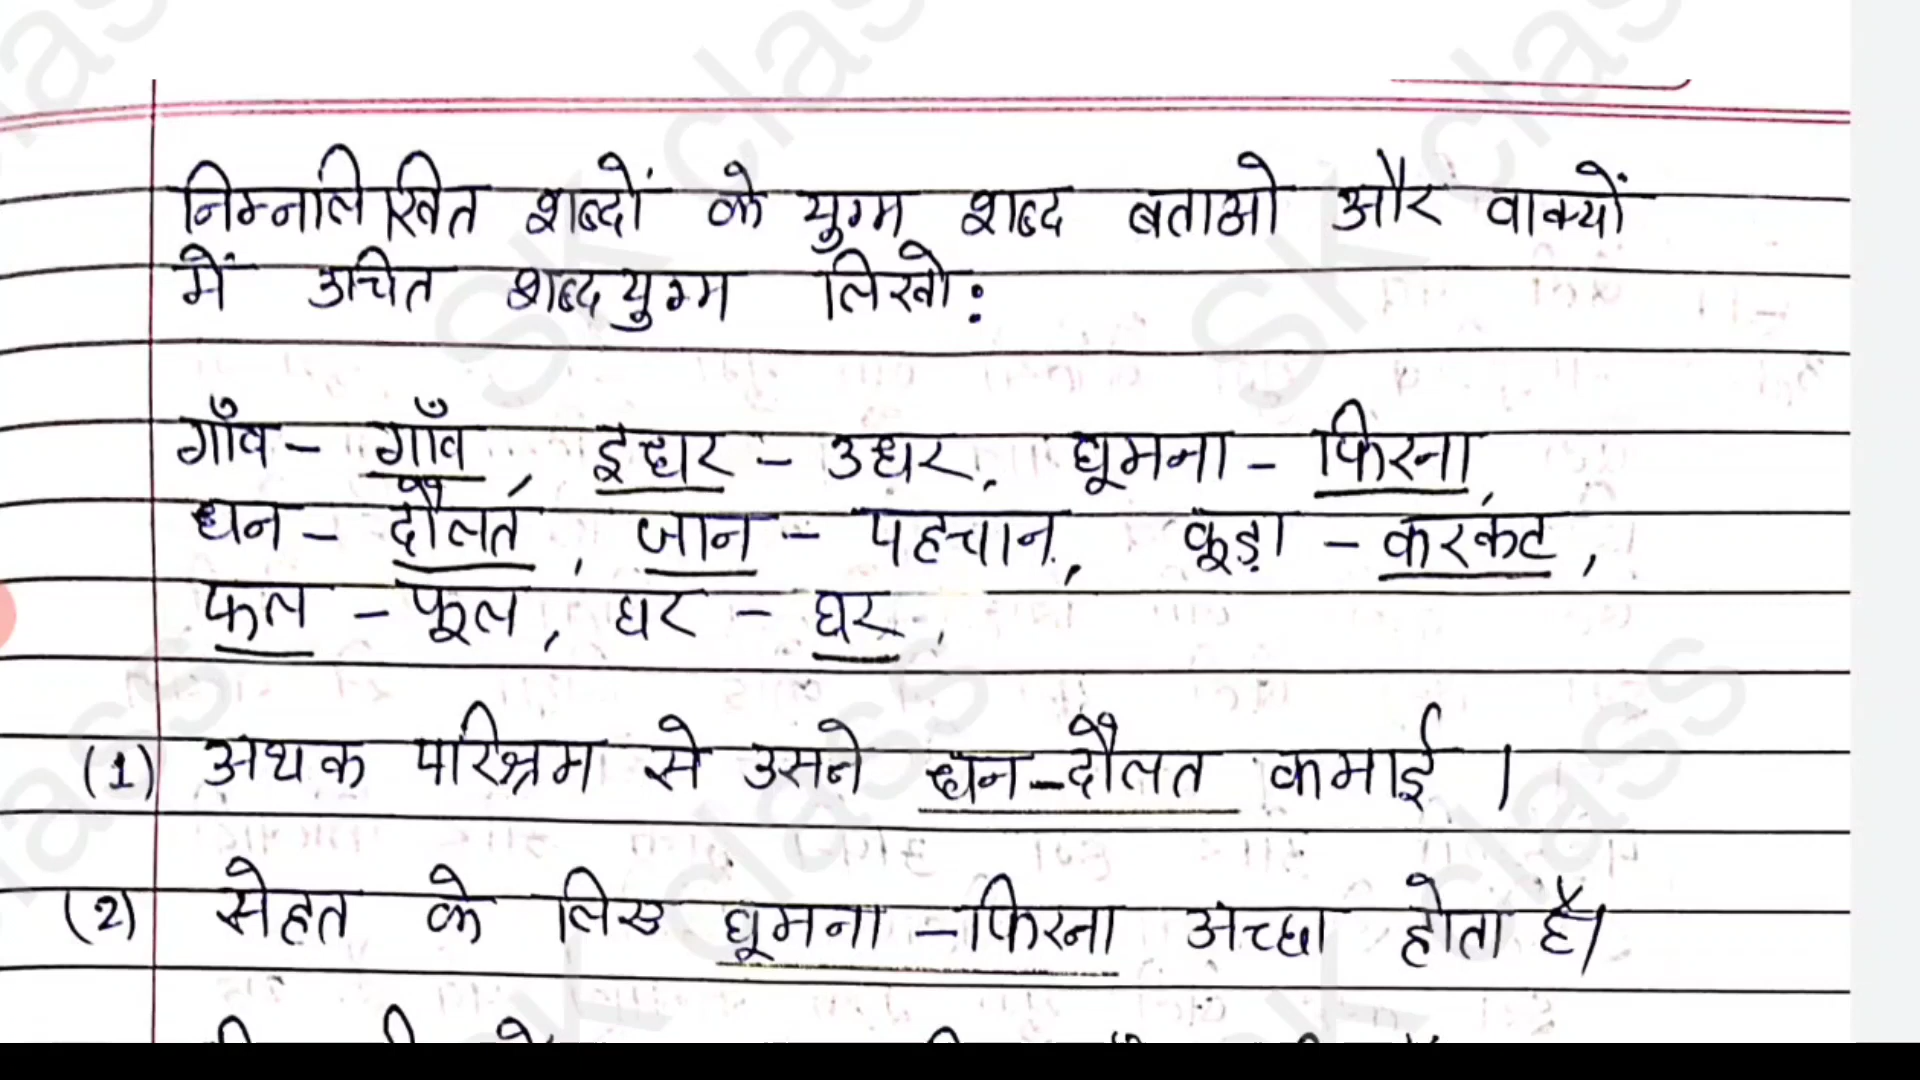 निम्नलिखित शब्दों के युग्म शब्द बताओ और वाक्यों
में उचित शब्दयुग्म लिखो:
गाँव - गाँव, इधर - उधर, घूमना - फिरना,
धन - दौलत, जान - पहचान, कूड़ा - करकट,
फल - फूल, घर - घर,
(1) अथक परिश्रम से उसने धन-दौलत कमाई ।
(2) सेहत के लिए घूमना -फिरना अच्छा होता है।